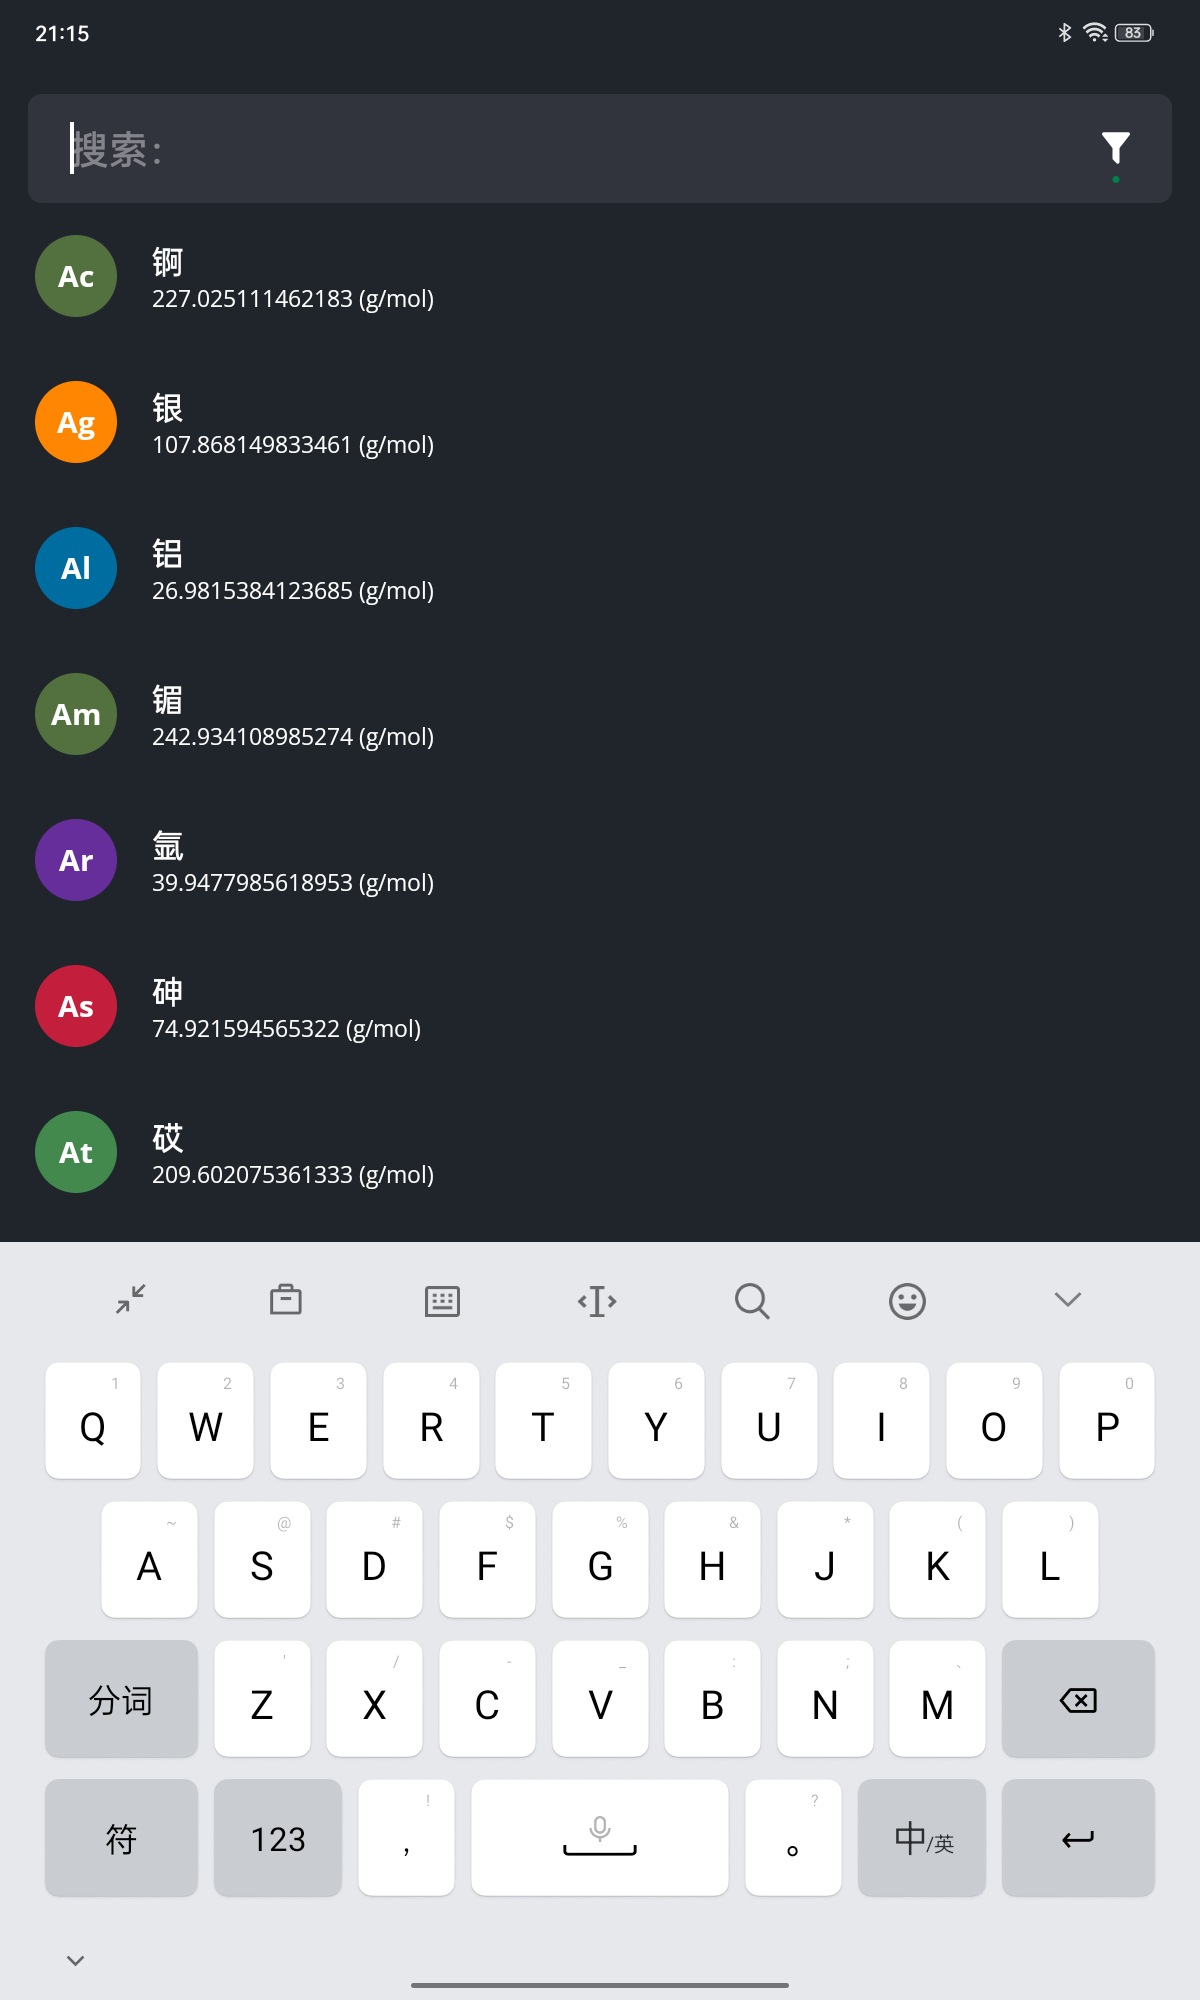 21:15
83
搜索：
Ac
锕
227.025111462183 (g/mol)
Ag
银
107.868149833461 (g/mol)
Al
铝
26.9815384123685 (g/mol)
Am
镅
242.934108985274 (g/mol)
Ar
氩
39.9477985618953 (g/mol)
As
砷
74.921594565322 (g/mol)
At
砹
209.602075361333 (g/mol)
1 2 3 4 5 6 7 8 9 0
Q W E R T Y U I O P
~ @ # $ % & * ( )
A S D F G H J K L
' / - _ : ; 、
分词 Z X C V B N M
! ?
符 123 , 。 中/英